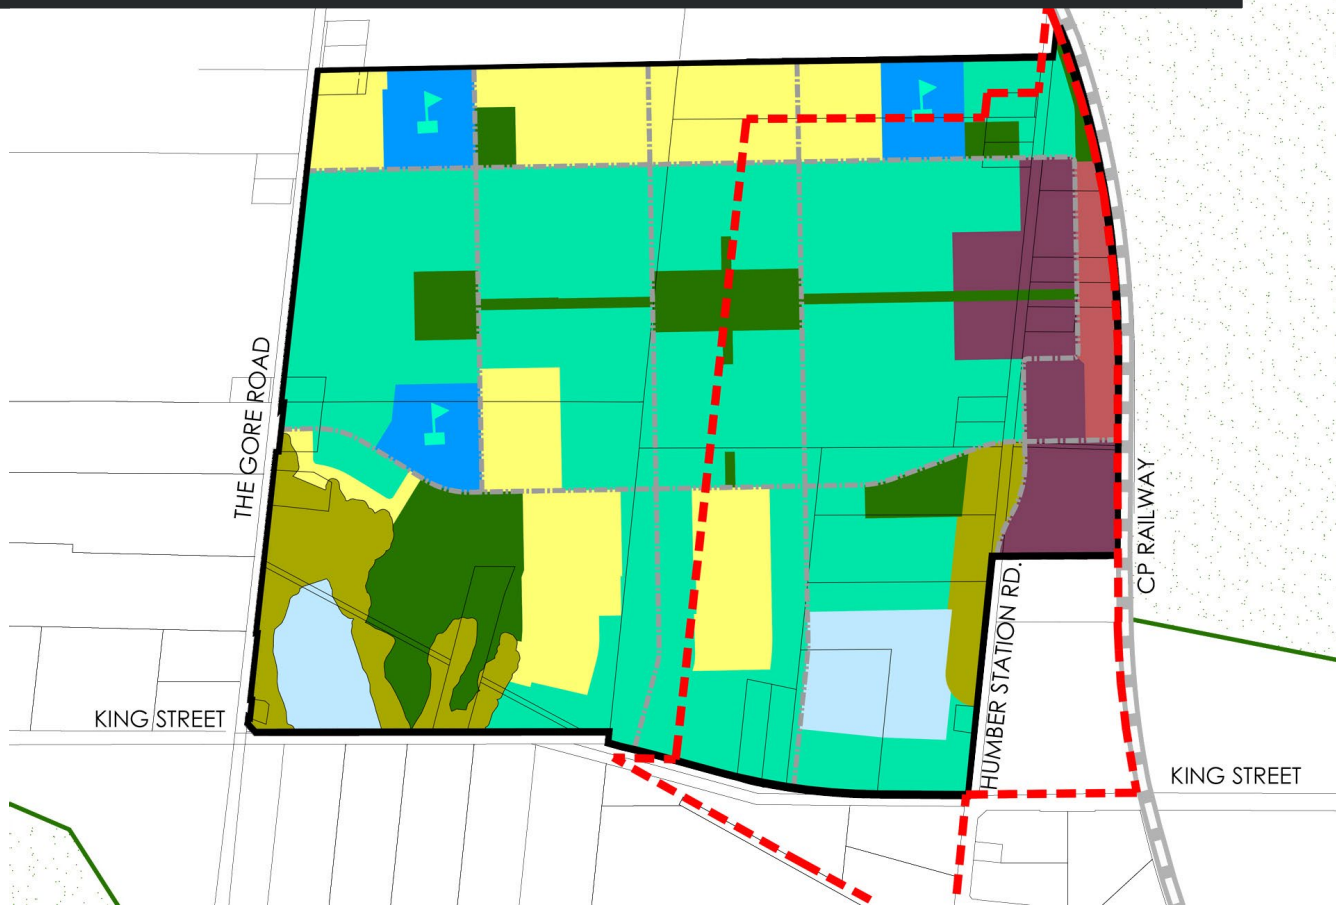 THE GORE ROAD
CP RAILWAY
HUMBER STATION RD.
KING STREET
KING STREET